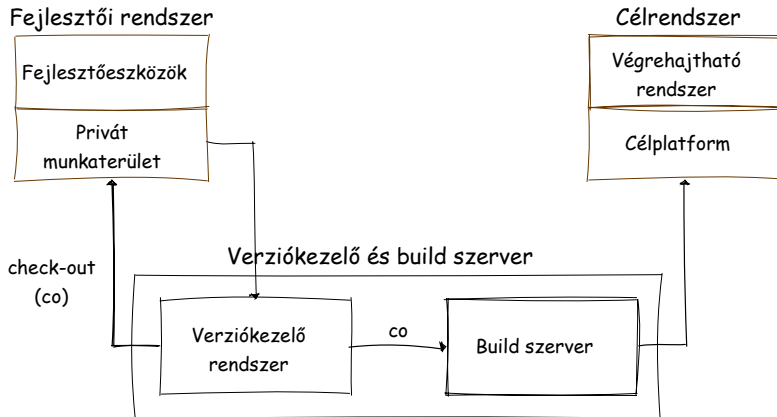 Fejlesztői rendszer
Fejlesztőeszközök
Privát
munkaterület
Célrendszer
Végrehajtható
rendszer
Célplatform
check-out
(co)
Verziókezelő és build szerver
Verziókezelő
rendszer
co
Build szerver